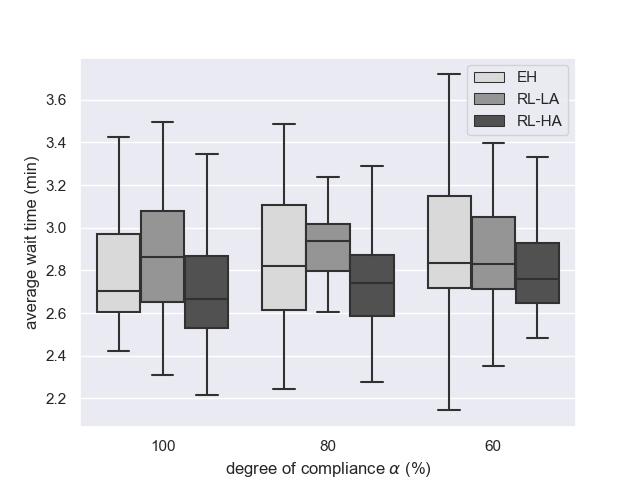 EH
RL-LA
RL-HA
3.6
3.4
3.2
3.0
2.8
2.6
2.4
2.2
average wait time (min)
100 80 60
degree of compliance α (%)